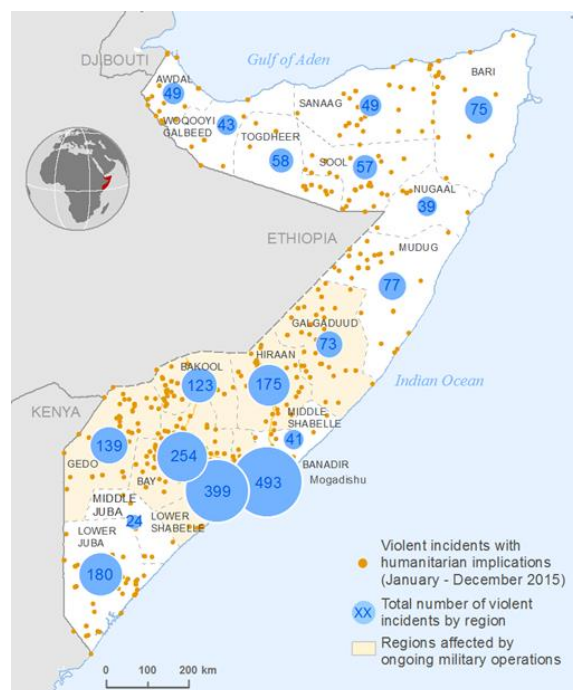 DJIBOUTI
Gulf of Aden
BARI
AWDAL
49
SANAAG
49
75
WOQOOYI
GALBEED
43
TOGDHEER
58
SOOL
57
NUGAAL
39
ETHIOPIA
MUDUG
77
GALGADUUD
73
HIRAAN
BAKOOL
123
175
Indian Ocean
KENYA
MIDDLE
SHABELLE
41
139
GEDO
254
BAY
BANADIR
Mogadishu
493
399
MIDDLE
JUBA
24
LOWER
SHABELLE
LOWER
JUBA
180
Violent incidents with
humanitarian implications
(January - December 2015)
XX Total number of violent
incidents by region
Regions affected by
ongoing military operations
0 100 200 km